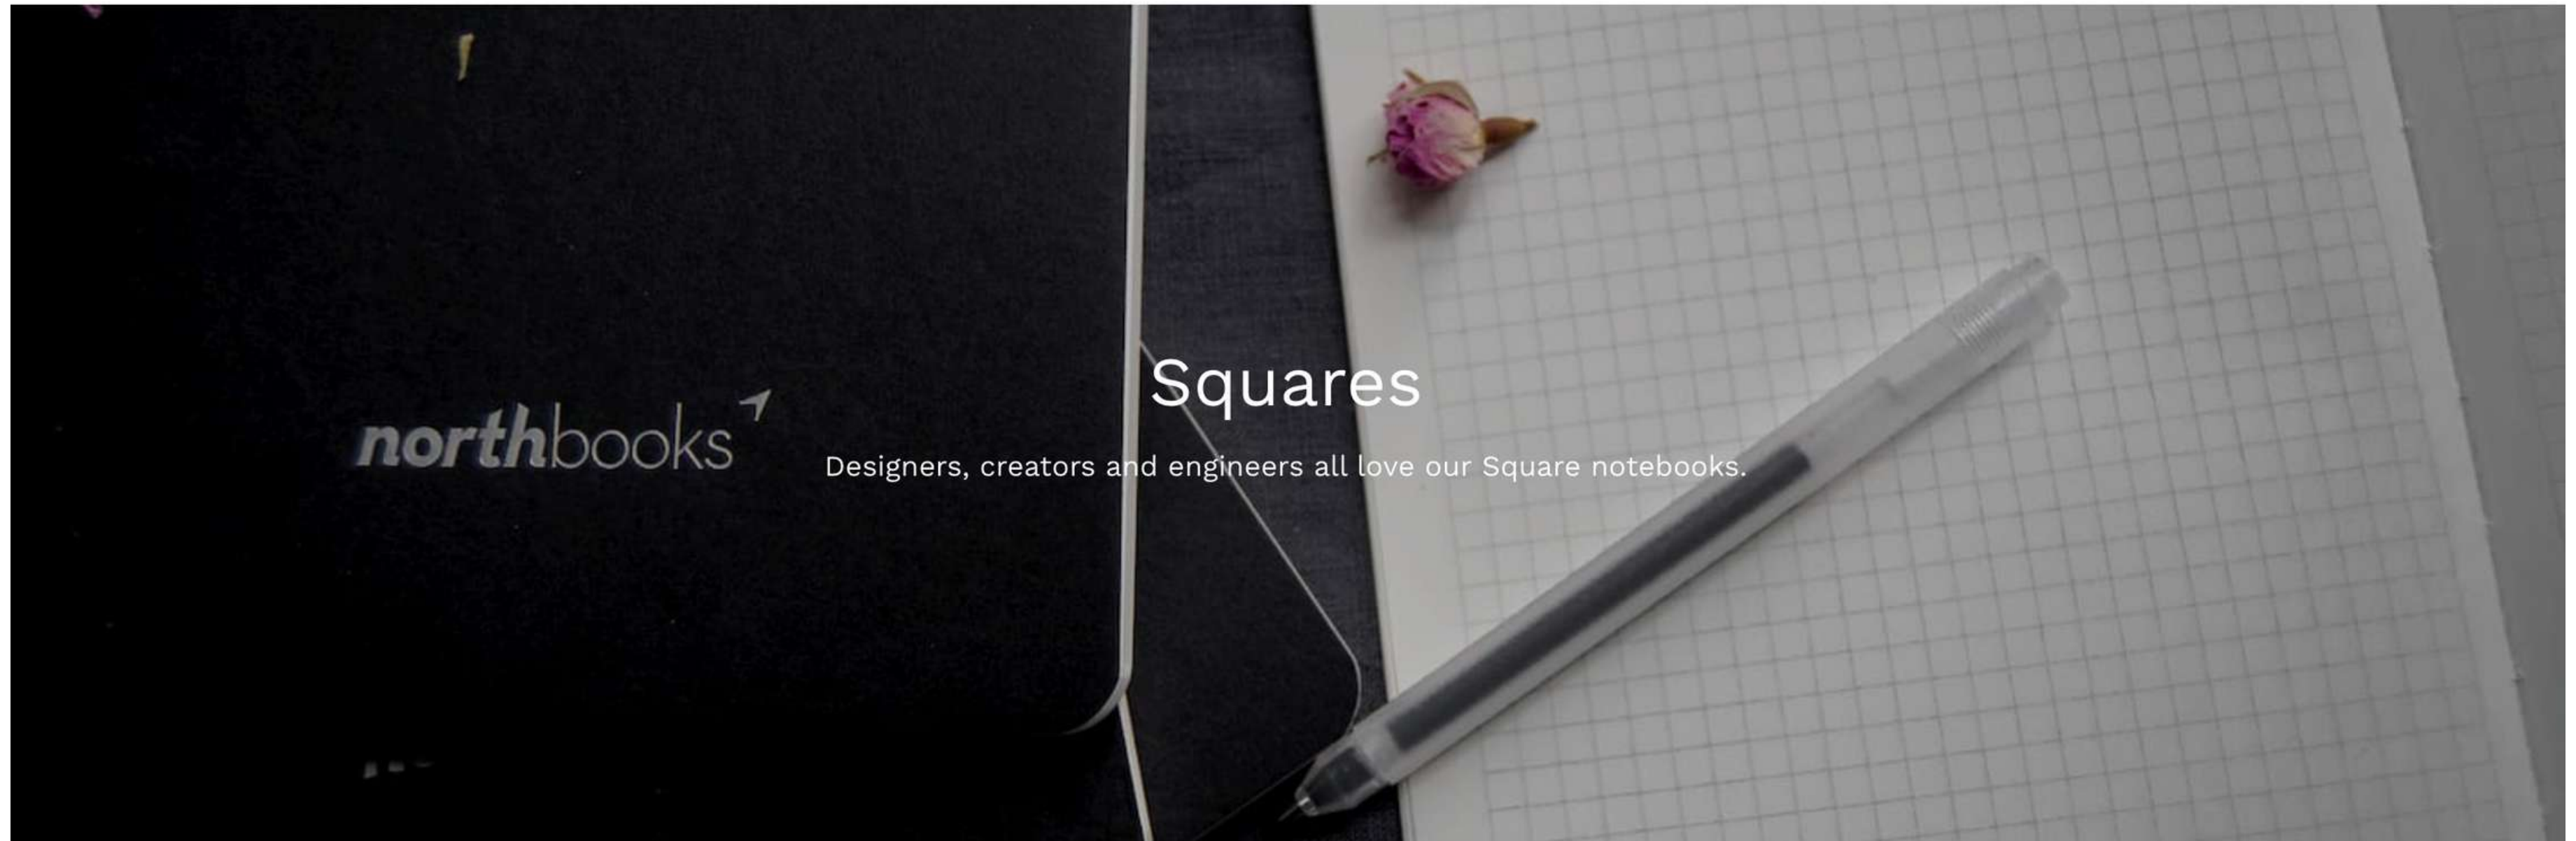 Squares
northbooks
Designers, creators and engineers all love our Square notebooks.